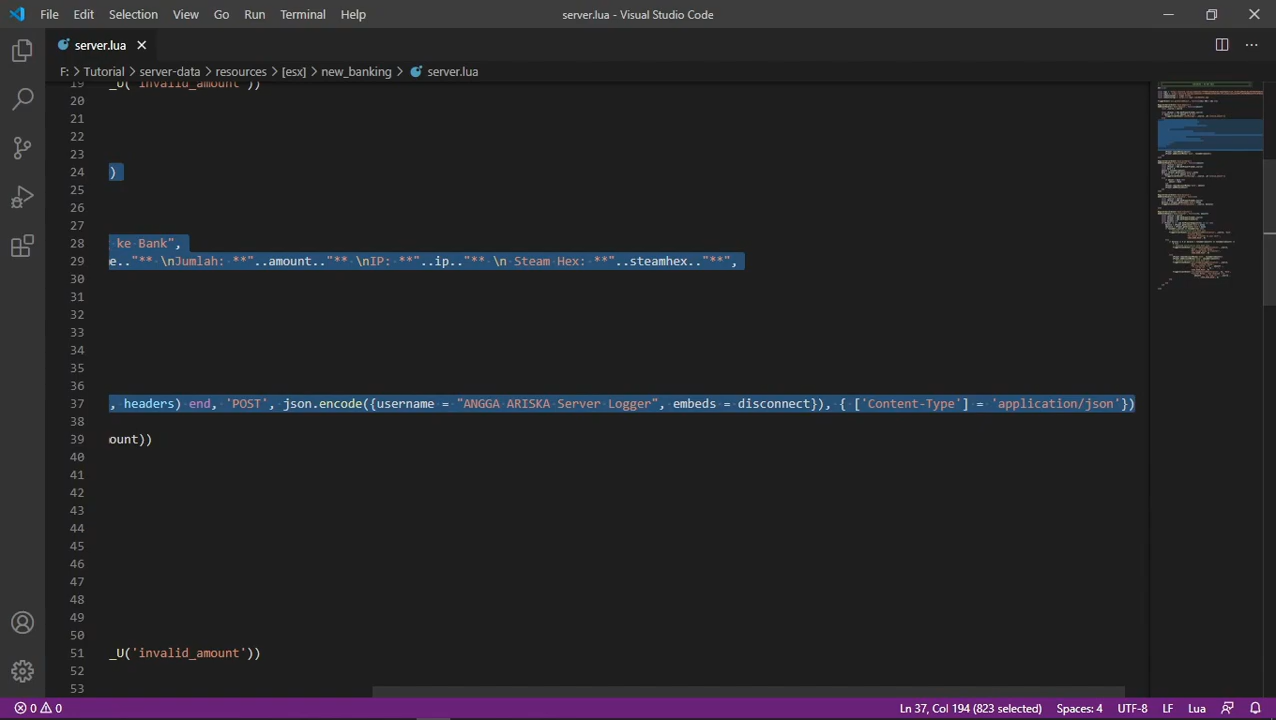 File Edit Selection View Go Run Terminal Help
server.lua - Visual Studio Code
server.lua
F: > Tutorial > server-data > resources > [esx] > new_banking > server.lua
19 _U('invalid_amount'))
20
21
22
23
24 )
25
26
27
28 ke Bank",
29 e.."** \nJumlah: **"..amount.."** \nIP: **"..ip.."** \n Steam Hex: **"..steamhex.."**",
30
31
32
33
34
35
36
37 , headers) end, 'POST', json.encode({username = "ANGGA ARISKA Server Logger", embeds = disconnect}), { ['Content-Type'] = 'application/json'})
38
39 ount))
40
41
42
43
44
45
46
47
48
49
50
51 _U('invalid_amount'))
52
53
0 0 Ln 37, Col 194 (823 selected) Spaces: 4 UTF-8 LF Lua